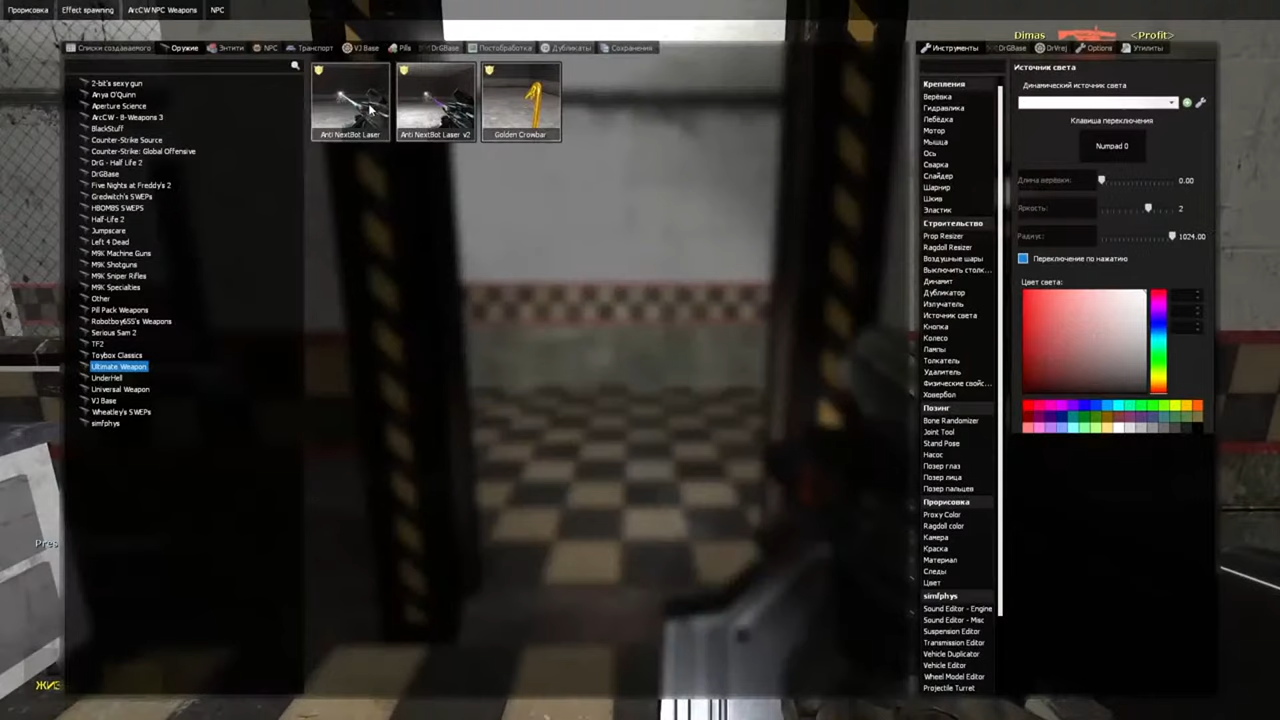 Прорисовка Effect spawning ArcCW NPC Weapons NPC
Dimas <Profit>
Списки создаваемого Оружие Энтити NPC Транспорт VJ Base Pills DrGBase Постобработка Дубликаты Сохранения
2-bit's sexy gun
Anya O'Quinn
Aperture Science
ArcCW - B-Weapons 3
BlackStuff
Counter-Strike Source
Counter-Strike: Global Offensive
DrG - Half Life 2
DrGBase
Five Nights at Freddy's 2
Gredwitch's SWEPs
HBOMBS SWEPS
Half-Life 2
Jumpscare
Left 4 Dead
M9K Machine Guns
M9K Shotguns
M9K Sniper Rifles
M9K Specialties
Other
Pill Pack Weapons
Robotboy655's Weapons
Serious Sam 2
TF2
Toybox Classics
Ultimate Weapon
UnderHell
Universal Weapon
VJ Base
Wheatley's SWEPs
simfphys
Anti NextBot Laser
Anti NextBot Laser v2
Golden Crowbar
Pres
ЖИЗ
Инструменты DrGBase DrVrej Options Утилиты
Крепления
Верёвка
Гидравлика
Лебёдка
Мотор
Мышца
Ось
Сварка
Слайдер
Шарнир
Шкив
Эластик
Строительство
Prop Resizer
Ragdoll Resizer
Воздушные шары
Выключить столк...
Динамит
Дубликатор
Излучатель
Источник света
Кнопка
Колесо
Лампы
Толкатель
Удалитель
Физические свойс...
Ховербол
Позинг
Bone Randomizer
Joint Tool
Stand Pose
Насос
Позер глаз
Позер лица
Позер пальцев
Прорисовка
Proxy Color
Ragdoll color
Камера
Краска
Материал
Следы
Цвет
simfphys
Sound Editor - Engine
Sound Editor - Misc
Suspension Editor
Transmission Editor
Vehicle Duplicator
Vehicle Editor
Wheel Model Editor
Projectile Turret
Источник света
Динамический источник света
Клавиша переключения
Numpad 0
Длина верёвки: 0.00
Яркость: 2
Радиус: 1024.00
Переключение по нажатию
Цвет света: